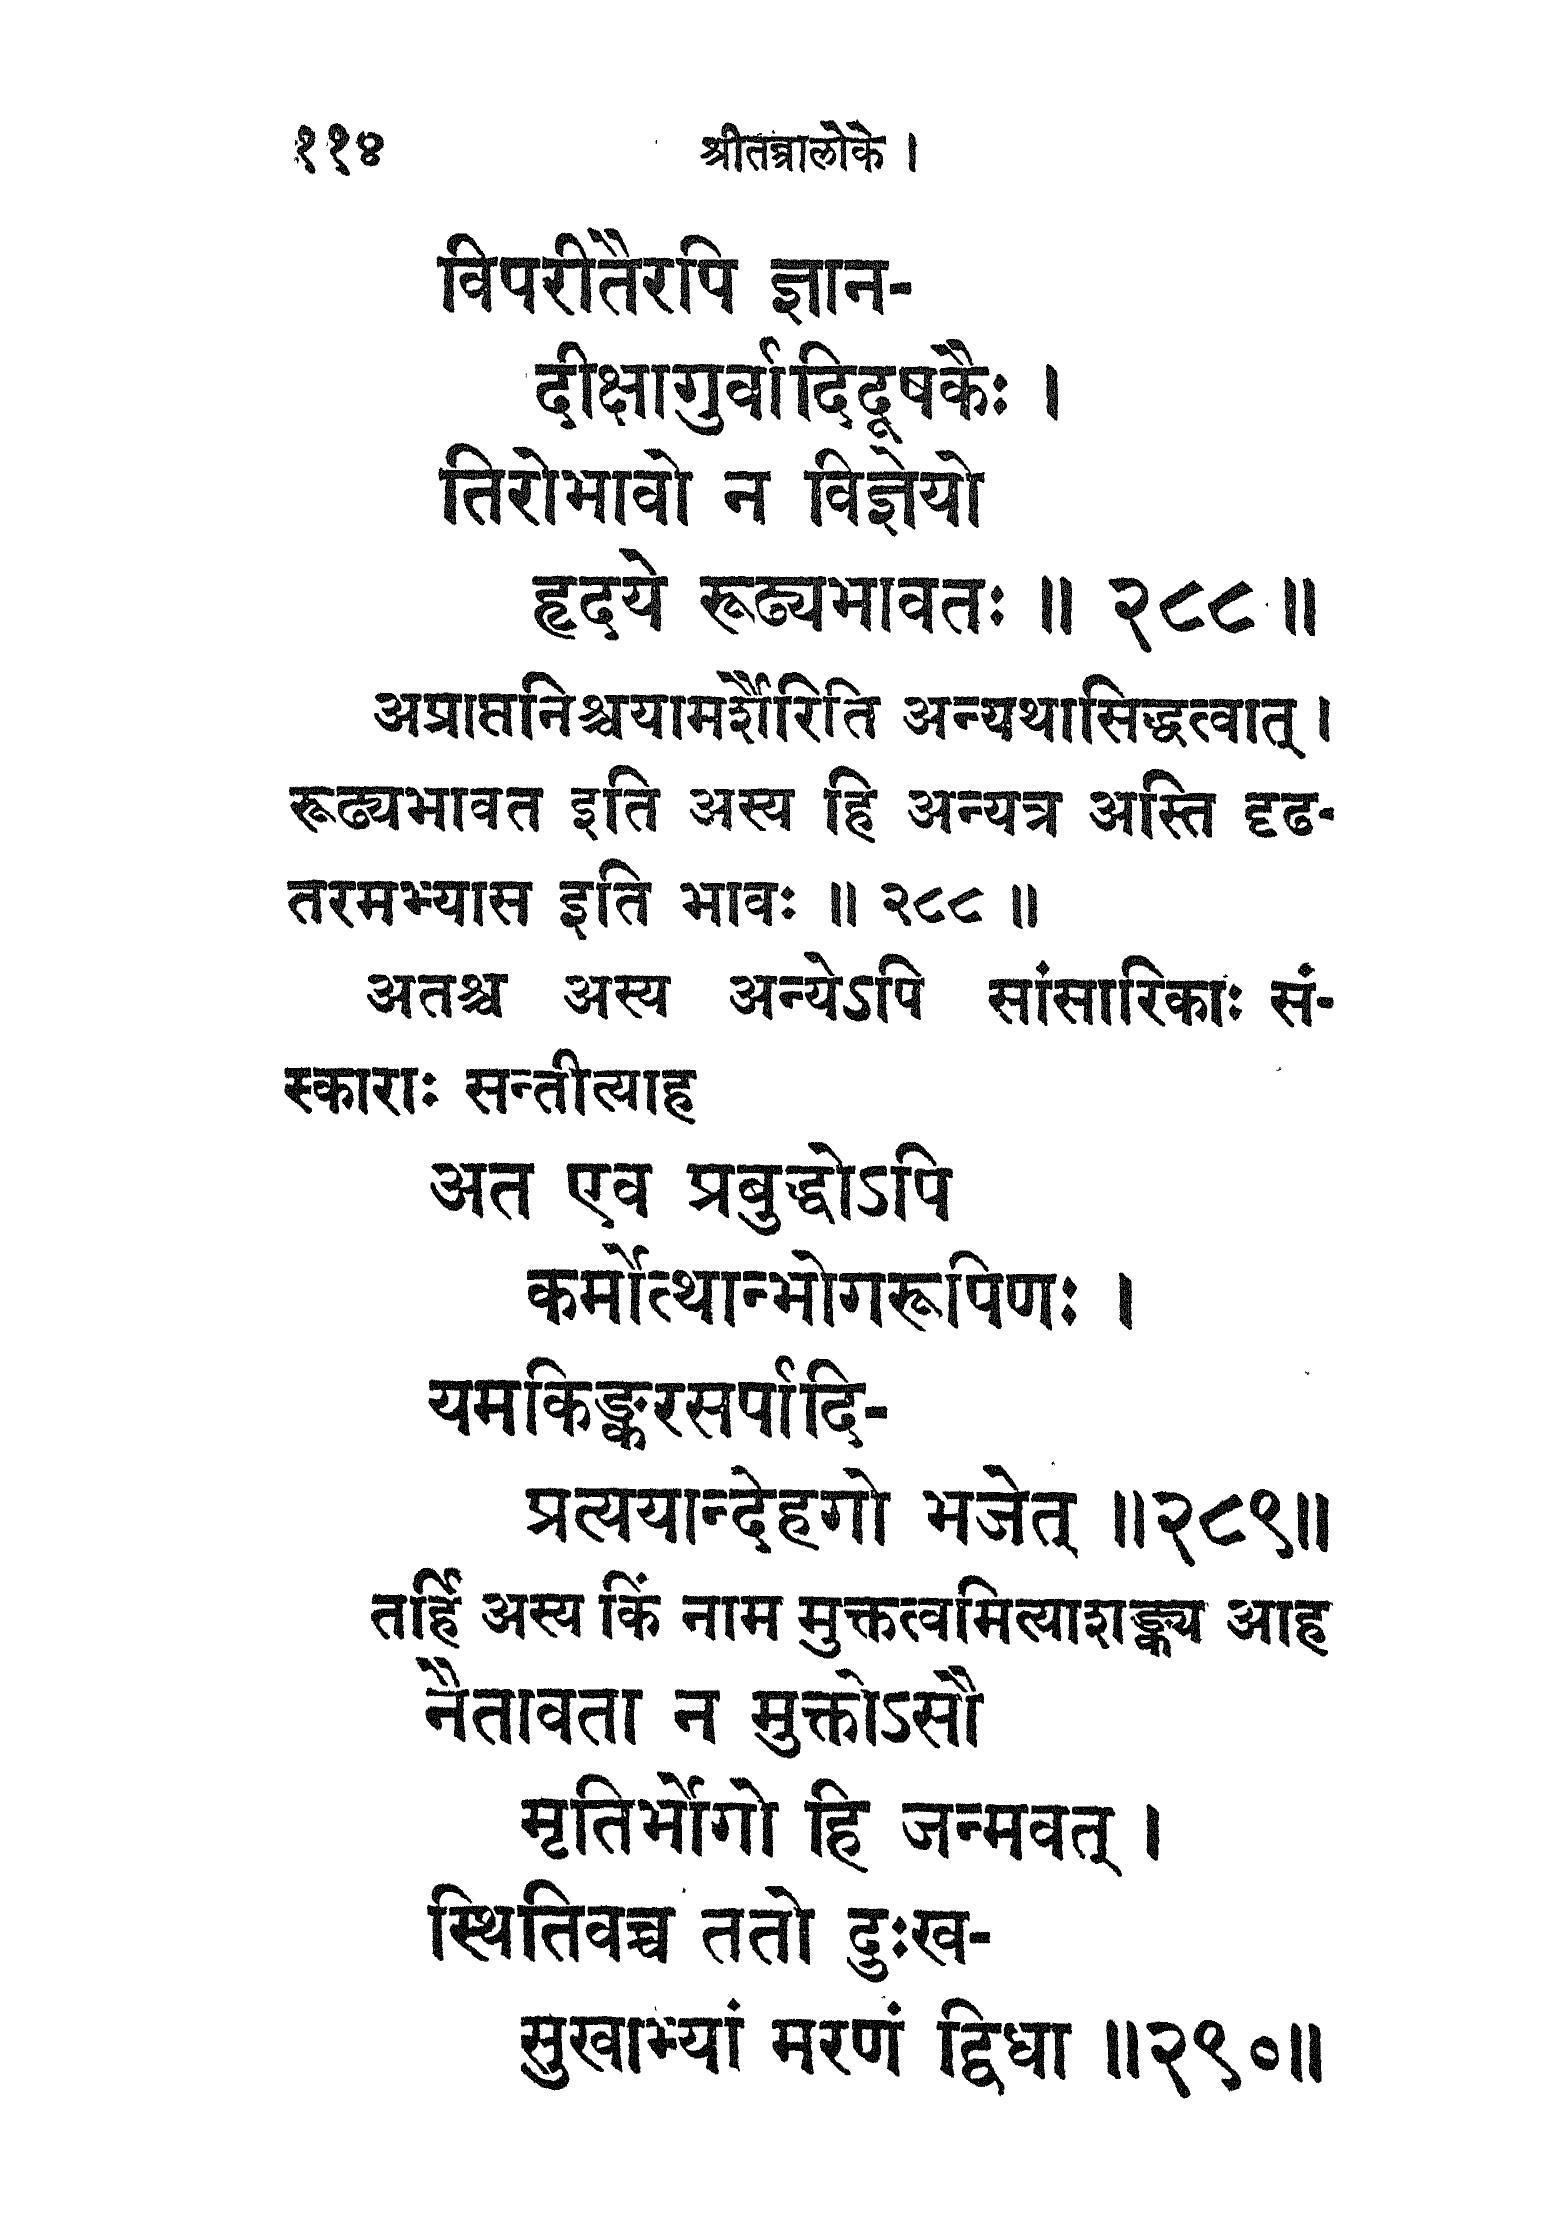 ११४ श्रीतन्त्रालोके ।
विपरीतैरपि ज्ञान-
दीक्षागुर्वादिदूषकैः ।
तिरोभावो न विज्ञेयो
हृदये रूढ्यभावतः ॥ २८८ ॥
अप्राप्तनिश्चयामर्शैरिति अन्यथासिद्धत्वात् ।
रूढ्यभावत इति अस्य हि अन्यत्र अस्ति दृढ-
तरमभ्यास इति भावः ॥ २८८ ॥
अतश्च अस्य अन्येऽपि सांसारिकाः सं-
स्काराः सन्तीत्याह
अत एव प्रबुद्धोऽपि
कर्मोत्थान्भोगरूपिणः ।
यमकिङ्करसर्पादि-
प्रत्ययान्देहगो भजेत् ॥२८९॥
तर्हि अस्य किं नाम मुक्तत्वमित्याशङ्क्य आह
नैतावता न मुक्तोऽसौ
मृतिर्भोगो हि जन्मवत् ।
स्थितिवच्च ततो दुःख-
सुखाभ्यां मरणं द्विधा ॥२९०॥